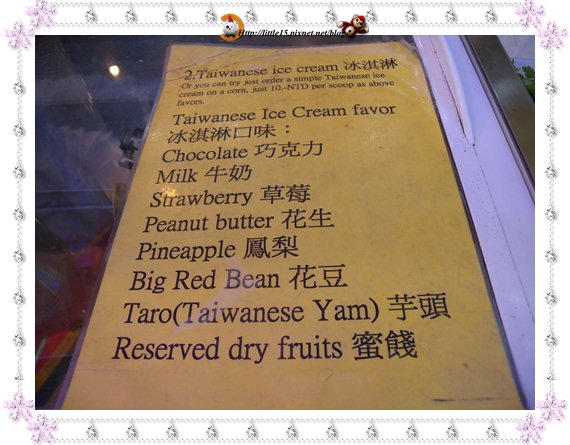 Http://little15.pixnet.net/blog
2.Taiwanese ice cream 冰淇淋
Or you can try just order a simple Taiwanese ice
cream on a corn, just 10.-NTD per scoop as above
favors.
Taiwanese Ice Cream favor
冰淇淋口味：
Chocolate 巧克力
Milk 牛奶
Strawberry 草莓
Peanut butter 花生
Pineapple 鳳梨
Big Red Bean 花豆
Taro(Taiwanese Yam) 芋頭
Reserved dry fruits 蜜餞